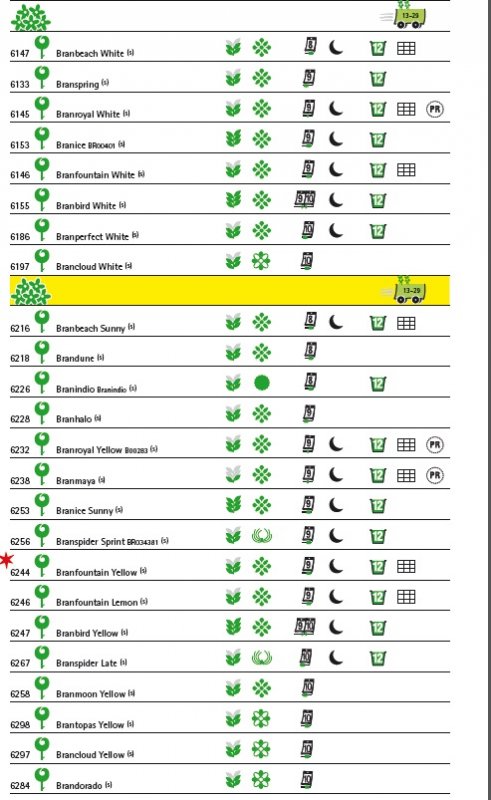 13-29
6147 Branbeach White (s) 8 12
6133 Branspring (s) 9 12
6145 Branroyal White (s) 9 12 PR
6153 Branice BR00401 (s) 9 12
6146 Branfountain White (s) 9 12
6155 Branbird White (s) 9 10 12
6186 Branperfect White (s) 10 12
6197 Brancloud White (s) 10
13-29
6216 Branbeach Sunny (s) 8 12
6218 Brandune (s) 8
6226 Branindio Branindio (s) 8 12
6228 Branhalo (s) 9
6232 Branroyal Yellow B00283 (s) 9 12 PR
6238 Branmaya (s) 9 12 PR
6253 Branice Sunny (s) 9 12
6256 Branspider Sprint BR034381 (s) 9 12
6244 Branfountain Yellow (s) 9 12
6246 Branfountain Lemon (s) 9 12
6247 Branbird Yellow (s) 9 10 12
6267 Branspider Late (s) 10 12
6258 Branmoon Yellow (s) 10
6298 Brantopas Yellow (s) 10
6297 Brancloud Yellow (s) 10
6284 Brandorado (s) 10